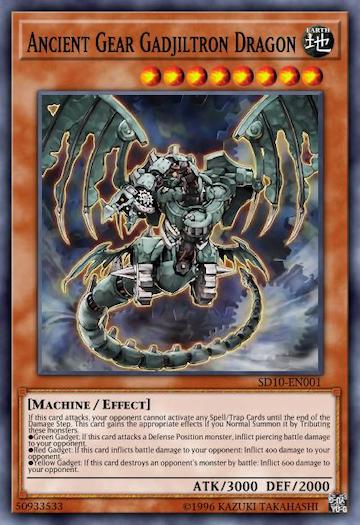 ANCIENT GEAR GADJILTRON DRAGON
EARTH
地
SD10-EN001
[MACHINE / EFFECT]
If this card attacks, your opponent cannot activate any Spell/Trap Cards until the end of the
Damage Step. This card gains the appropriate effects if you Normal Summon it by Tributing
these monsters.
●Green Gadget: If this card attacks a Defense Position monster, inflict piercing battle damage
to your opponent.
●Red Gadget: If this card inflicts battle damage to your opponent: Inflict 400 damage to your
opponent.
●Yellow Gadget: If this card destroys an opponent's monster by battle: Inflict 600 damage to
your opponent.
ATK/3000 DEF/2000
50933533
©1996 KAZUKI TAKAHASHI